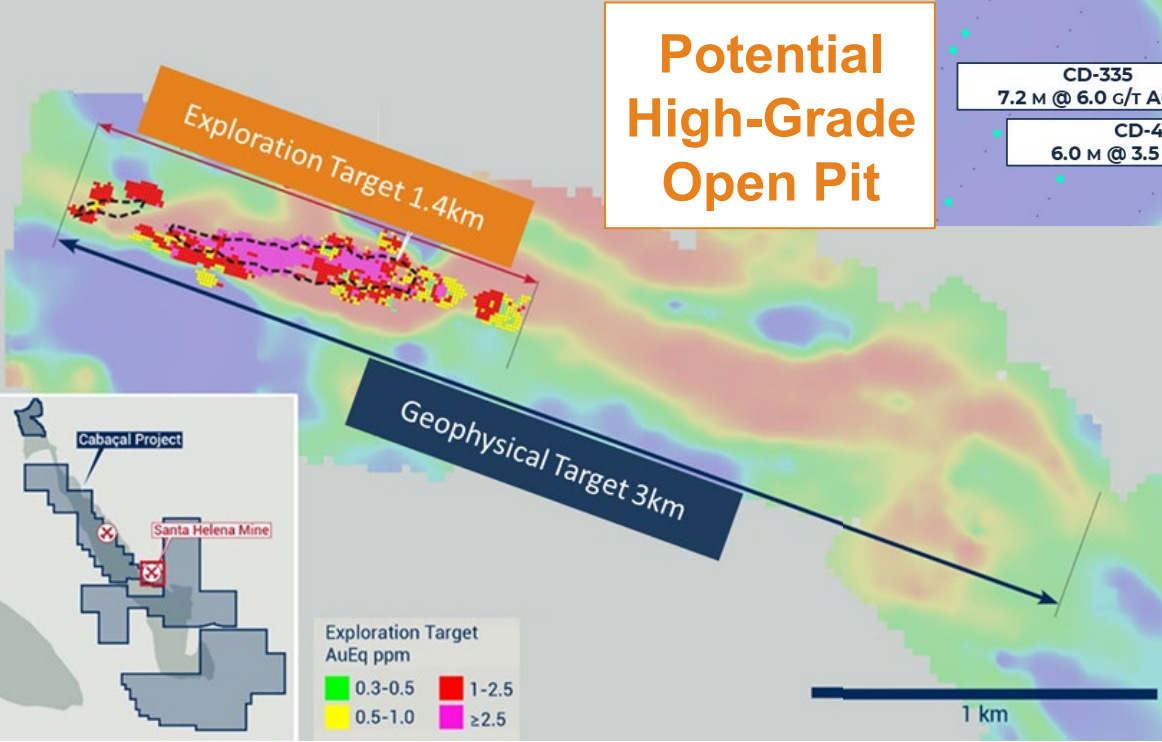 Potential
High-Grade
Open Pit
CD-335
7.2 M @ 6.0 G/T A
CD-4
6.0 M @ 3.5
Exploration Target 1.4km
Geophysical Target 3km
Cabaçal Project
Santa Helena Mine
Exploration Target
AuEq ppm
0.3-0.5
1-2.5
0.5-1.0
≥2.5
1 km